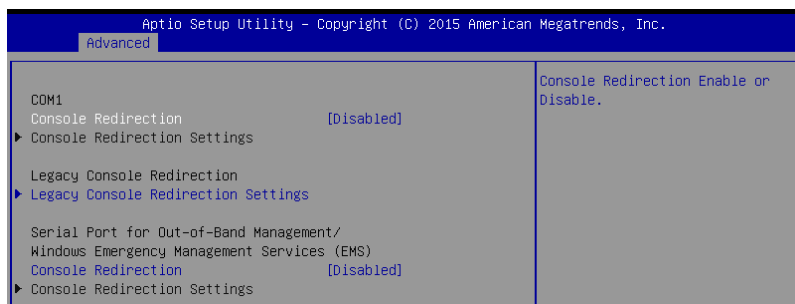 Aptio Setup Utility – Copyright (C) 2015 American Megatrends, Inc.
Advanced
COM1
Console Redirection [Disabled]
▶ Console Redirection Settings
Legacy Console Redirection
▶ Legacy Console Redirection Settings
Serial Port for Out-of-Band Management/
Windows Emergency Management Services (EMS)
Console Redirection [Disabled]
▶ Console Redirection Settings
Console Redirection Enable or
Disable.